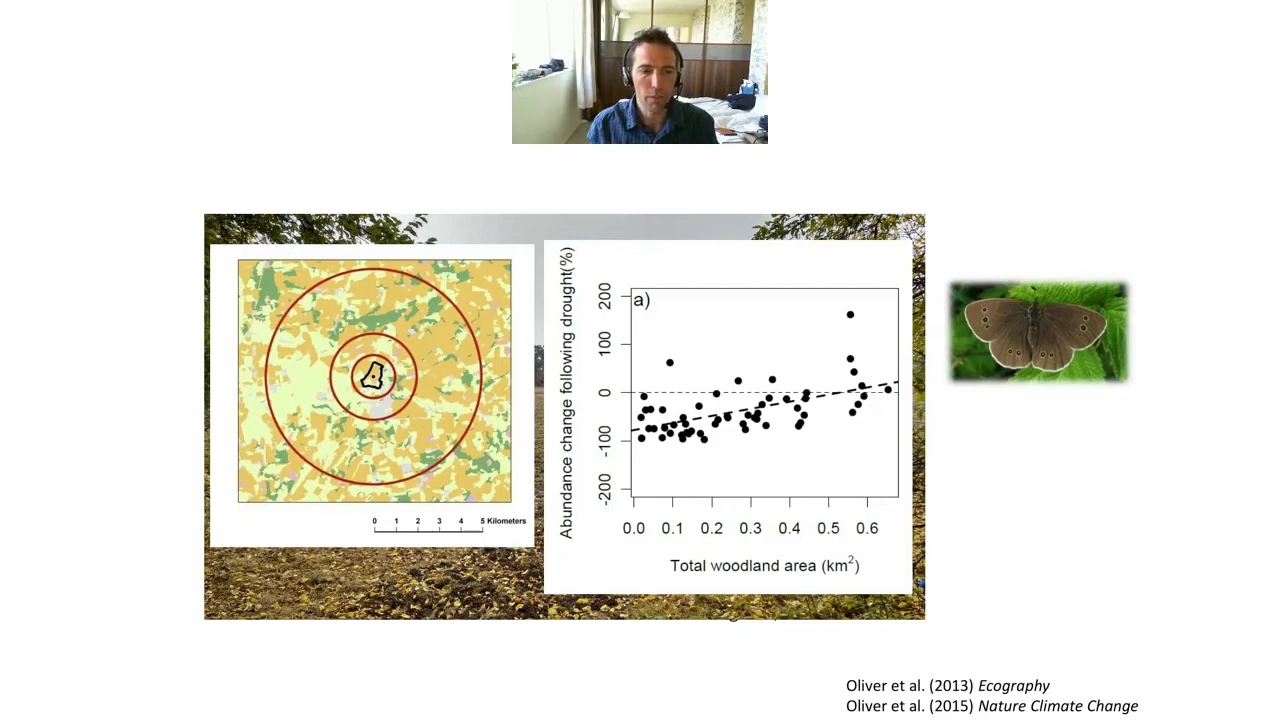 0 1 2 3 4 5 Kilometers
Abundance change following drought(%)
a)
200
100
0
-100
-200
0.0 0.1 0.2 0.3 0.4 0.5 0.6
Total woodland area (km²)
Oliver et al. (2013) Ecography
Oliver et al. (2015) Nature Climate Change